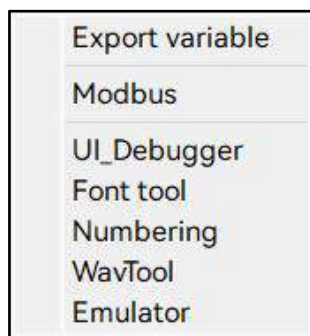 Export variable
Modbus
UI_Debugger
Font tool
Numbering
WavTool
Emulator